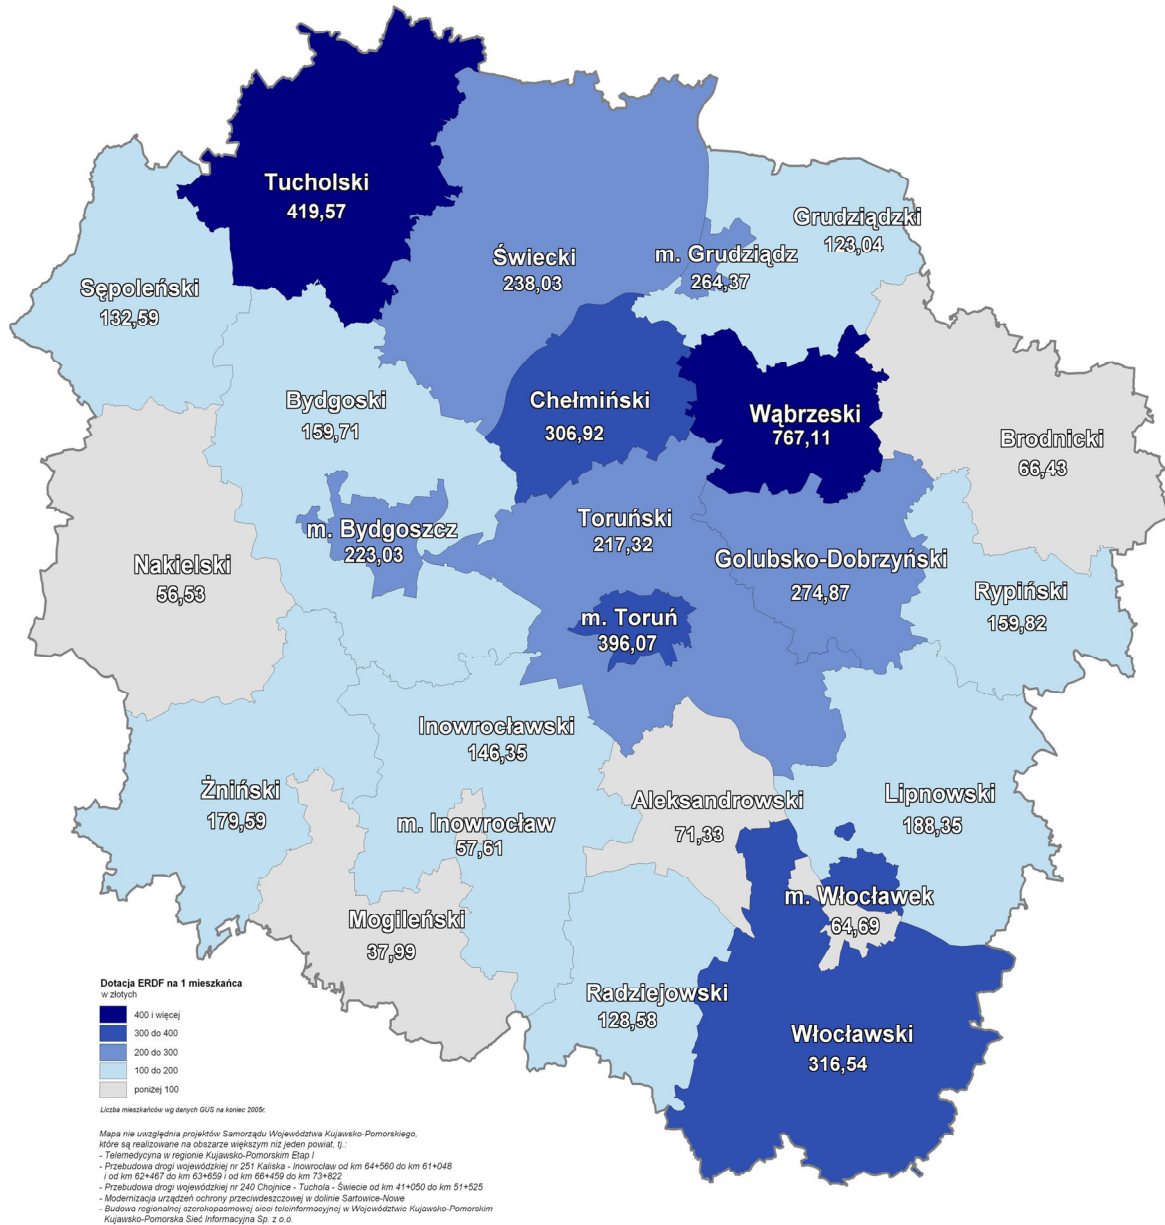 Tucholski
419,57
Grudziądzki
123,04
Świecki
238,03
m. Grudziądz
264,37
Sępoleński
132,59
Bydgoski
159,71
Chełmiński
306,92
Wąbrzeski
767,11
Brodnicki
66,43
Toruński
217,32
m. Bydgoszcz
223,03
Golubsko-Dobrzyński
274,87
Nakielski
56,53
Rypiński
159,82
m. Toruń
396,07
Inowrocławski
146,35
Żniński
179,59
Aleksandrowski
71,33
Lipnowski
188,35
m. Inowrocław
57,61
m. Włocławek
64,69
Mogileński
37,99
Radziejowski
128,58
Włocławski
316,54
Dotacja ERDF na 1 mieszkańca
w złotych
400 i więcej
300 do 400
200 do 300
100 do 200
poniżej 100
Liczba mieszkańców wg danych GUS na koniec 2005r.
Mapa nie uwzględnia projektów Samorządu Województwa Kujawsko-Pomorskiego,
które są realizowane na obszarze większym niż jeden powiat, tj.:
- Telemedycyna w regionie Kujawsko-Pomorskim Etap I
- Przebudowa drogi wojewódzkiej nr 251 Kaliska - Inowrocław od km 64+560 do km 61+048
i od km 62+467 do km 63+659 i od km 66+459 do km 73+822
- Przebudowa drogi wojewódzkiej nr 240 Chojnice - Tuchola - Świecie od km 41+050 do km 51+525
- Modernizacja urządzeń ochrony przeciwdeszczowej w dolinie Sartowice-Nowe
- Budowa regionalnej szerokopasmowej sieci teleinformacyjnej w Województwie Kujawsko-Pomorskim
Kujawsko-Pomorska Sieć Informacyjna Sp. z o.o.